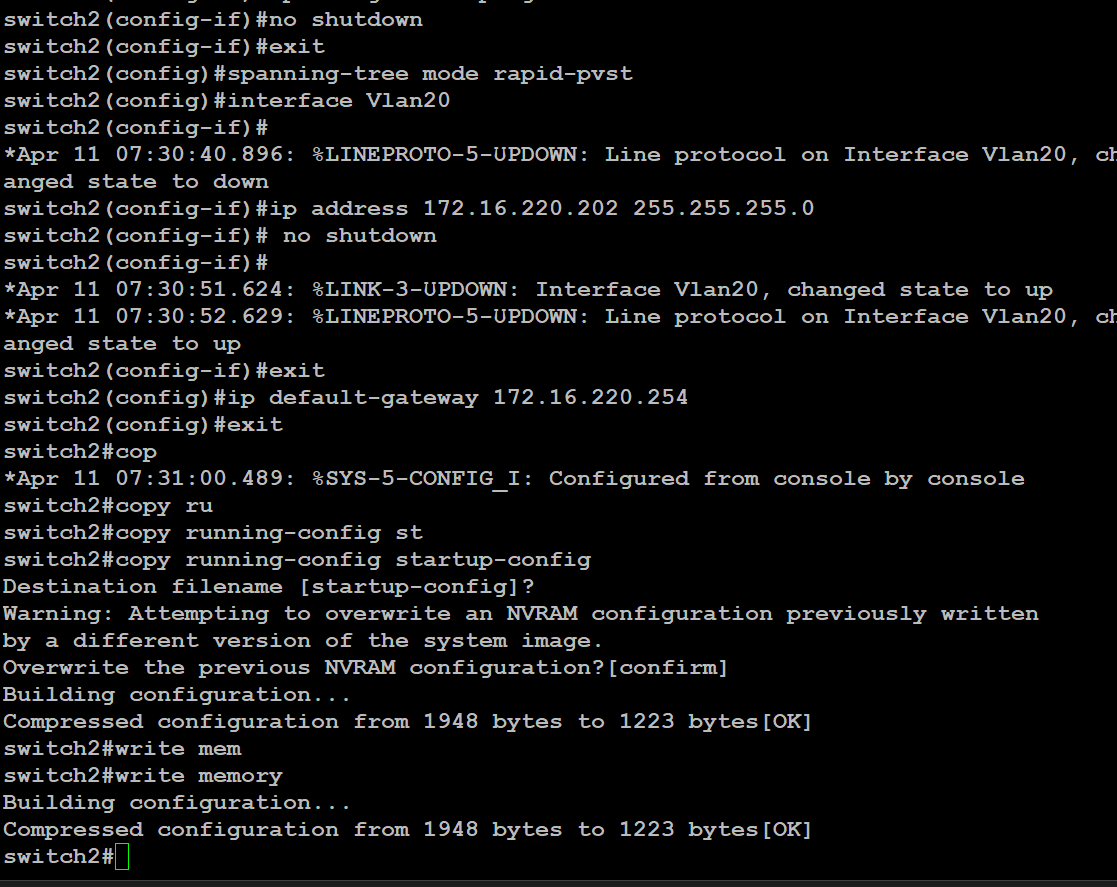 switch2(config-if)#no shutdown
switch2(config-if)#exit
switch2(config)#spanning-tree mode rapid-pvst
switch2(config)#interface Vlan20
switch2(config-if)#
*Apr 11 07:30:40.896: %LINEPROTO-5-UPDOWN: Line protocol on Interface Vlan20, ch
anged state to down
switch2(config-if)#ip address 172.16.220.202 255.255.255.0
switch2(config-if)# no shutdown
switch2(config-if)#
*Apr 11 07:30:51.624: %LINK-3-UPDOWN: Interface Vlan20, changed state to up
*Apr 11 07:30:52.629: %LINEPROTO-5-UPDOWN: Line protocol on Interface Vlan20, ch
anged state to up
switch2(config-if)#exit
switch2(config)#ip default-gateway 172.16.220.254
switch2(config)#exit
switch2#cop
*Apr 11 07:31:00.489: %SYS-5-CONFIG_I: Configured from console by console
switch2#copy ru
switch2#copy running-config st
switch2#copy running-config startup-config
Destination filename [startup-config]?
Warning: Attempting to overwrite an NVRAM configuration previously written
by a different version of the system image.
Overwrite the previous NVRAM configuration?[confirm]
Building configuration...
Compressed configuration from 1948 bytes to 1223 bytes[OK]
switch2#write mem
switch2#write memory
Building configuration...
Compressed configuration from 1948 bytes to 1223 bytes[OK]
switch2#